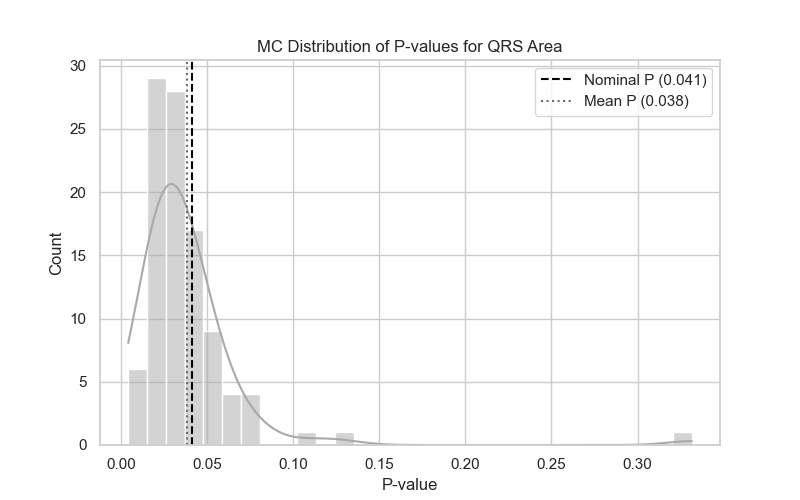 MC Distribution of P-values for QRS Area
Nominal P (0.041)
Mean P (0.038)
Count
30
25
20
15
10
5
0
0.00 0.05 0.10 0.15 0.20 0.25 0.30
P-value